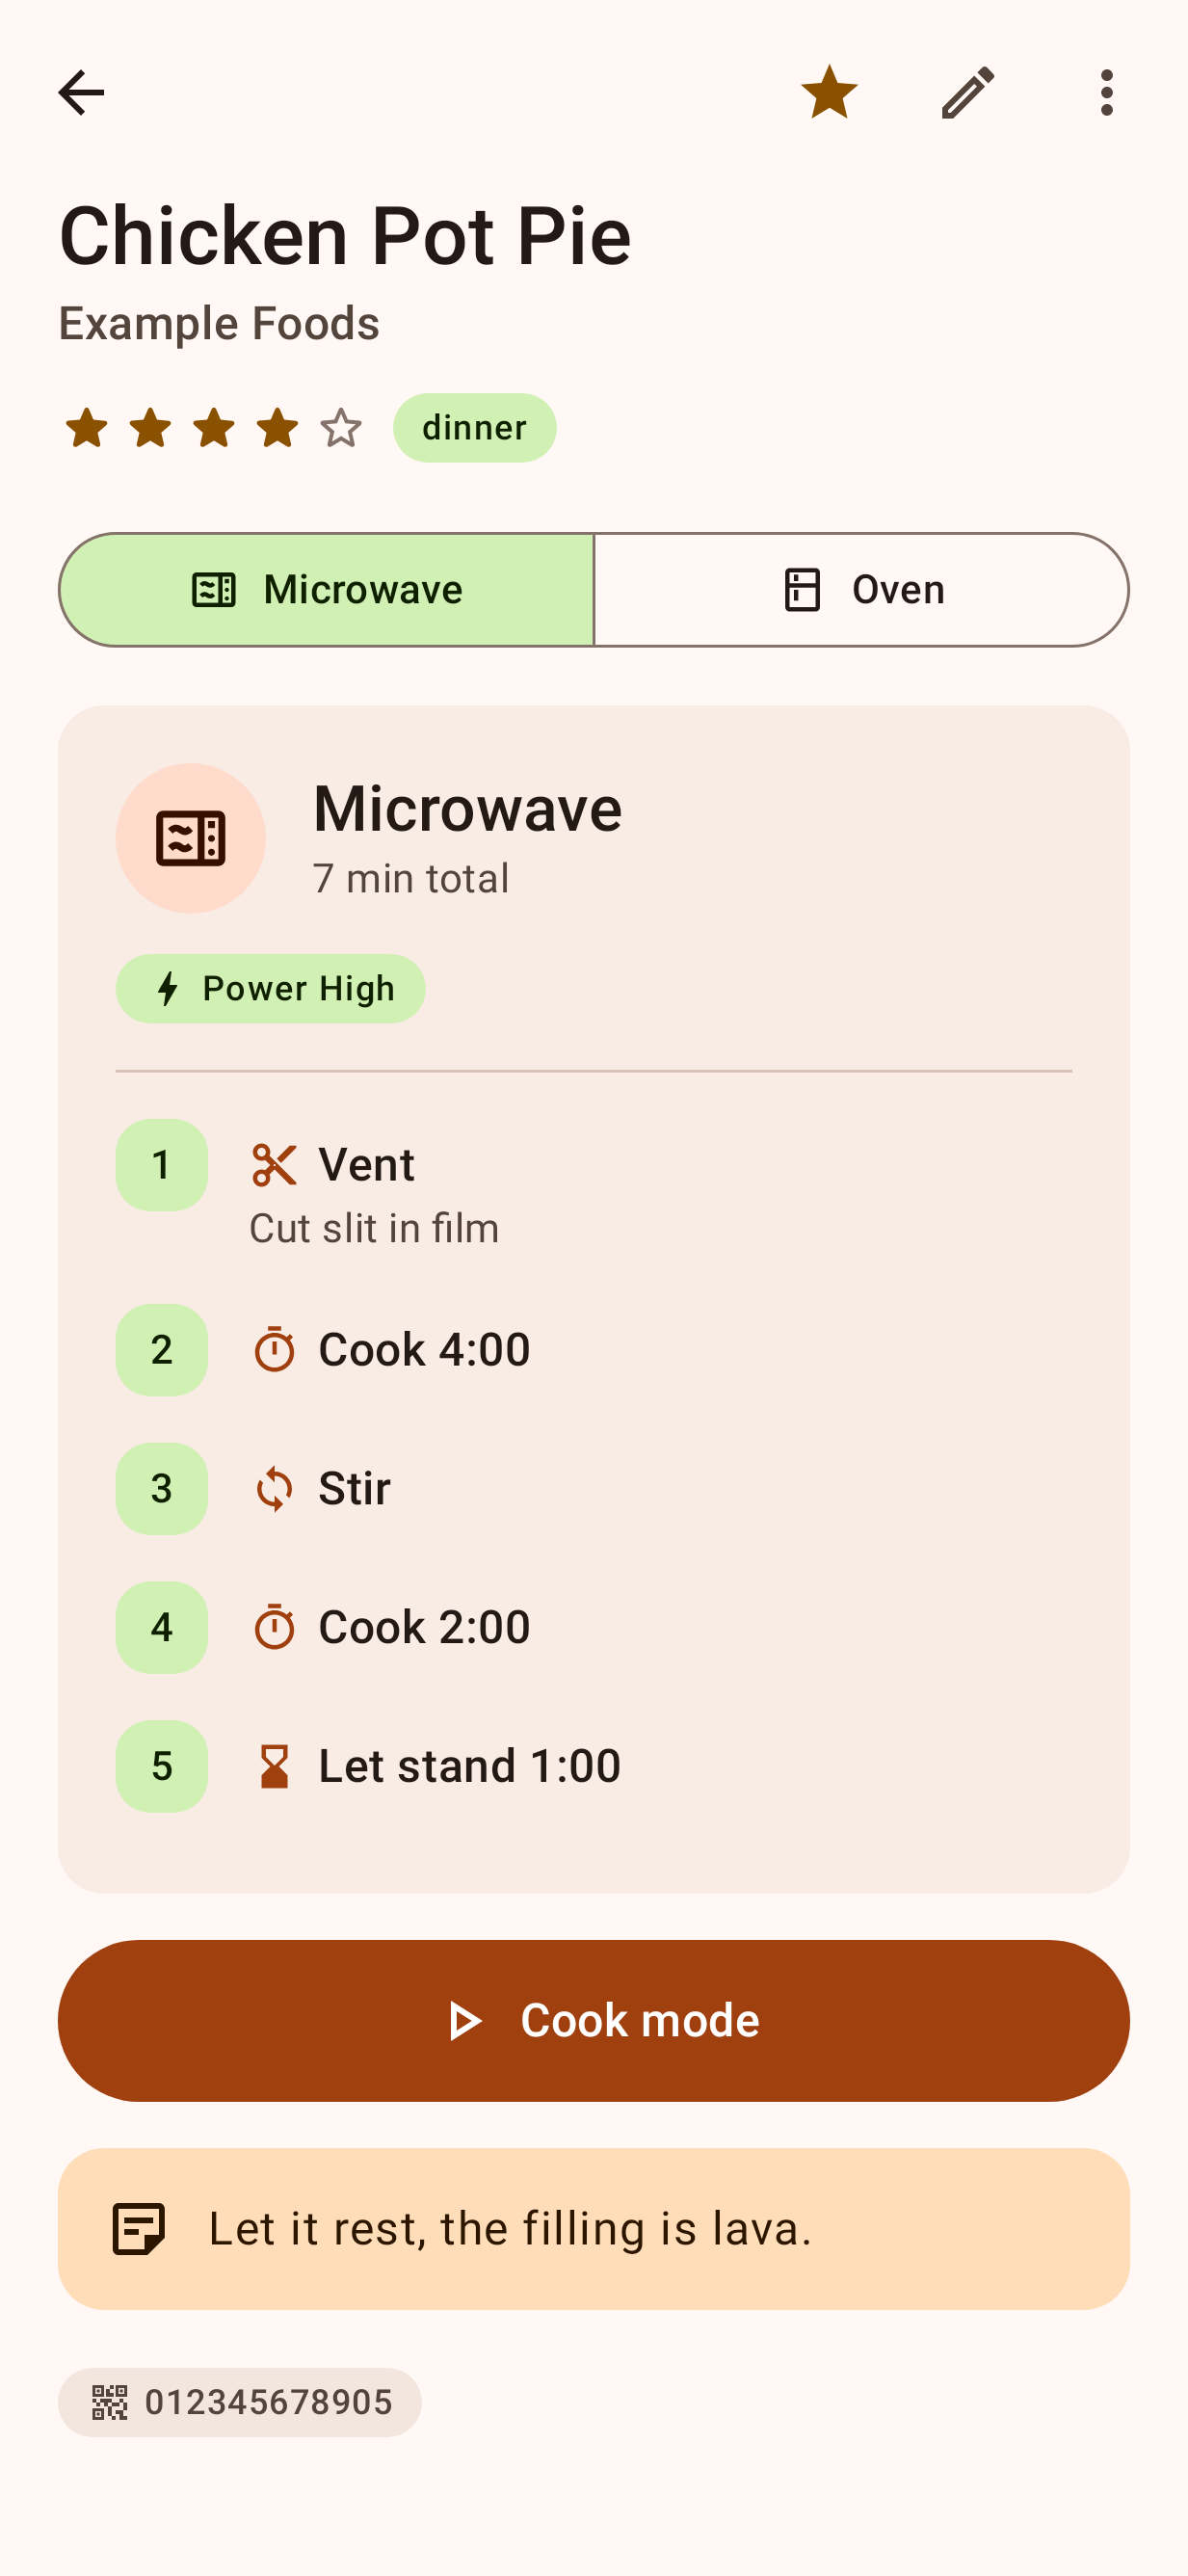 Chicken Pot Pie
Example Foods
dinner
Microwave
Oven
Microwave
7 min total
Power High
1
Vent
Cut slit in film
2
Cook 4:00
3
Stir
4
Cook 2:00
5
Let stand 1:00
Cook mode
Let it rest, the filling is lava.
012345678905